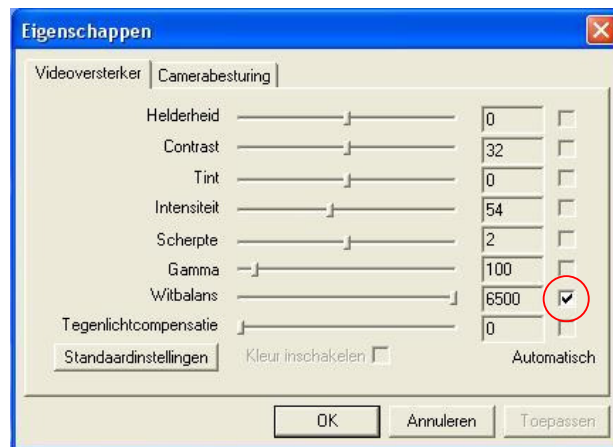 Eigenschappen
Videoversterker Camerabesturing
Helderheid 0
Contrast 32
Tint 0
Intensiteit 54
Scherpte 2
Gamma 100
Witbalans 6500
Tegenlichtcompensatie 0
Standaardinstellingen Kleur inschakelen Automatisch
OK Annuleren Toepassen